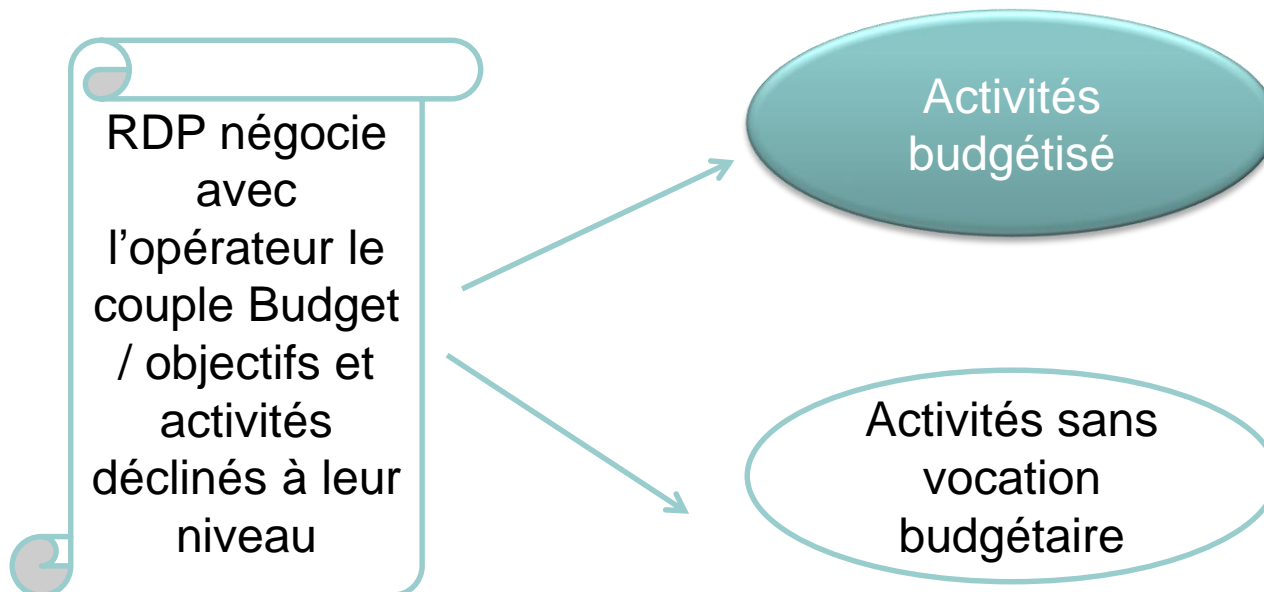 RDP négocie
avec
l’opérateur le
couple Budget
/ objectifs et
activités
déclinés à leur
niveau
Activités
budgétisé
Activités sans
vocation
budgétaire